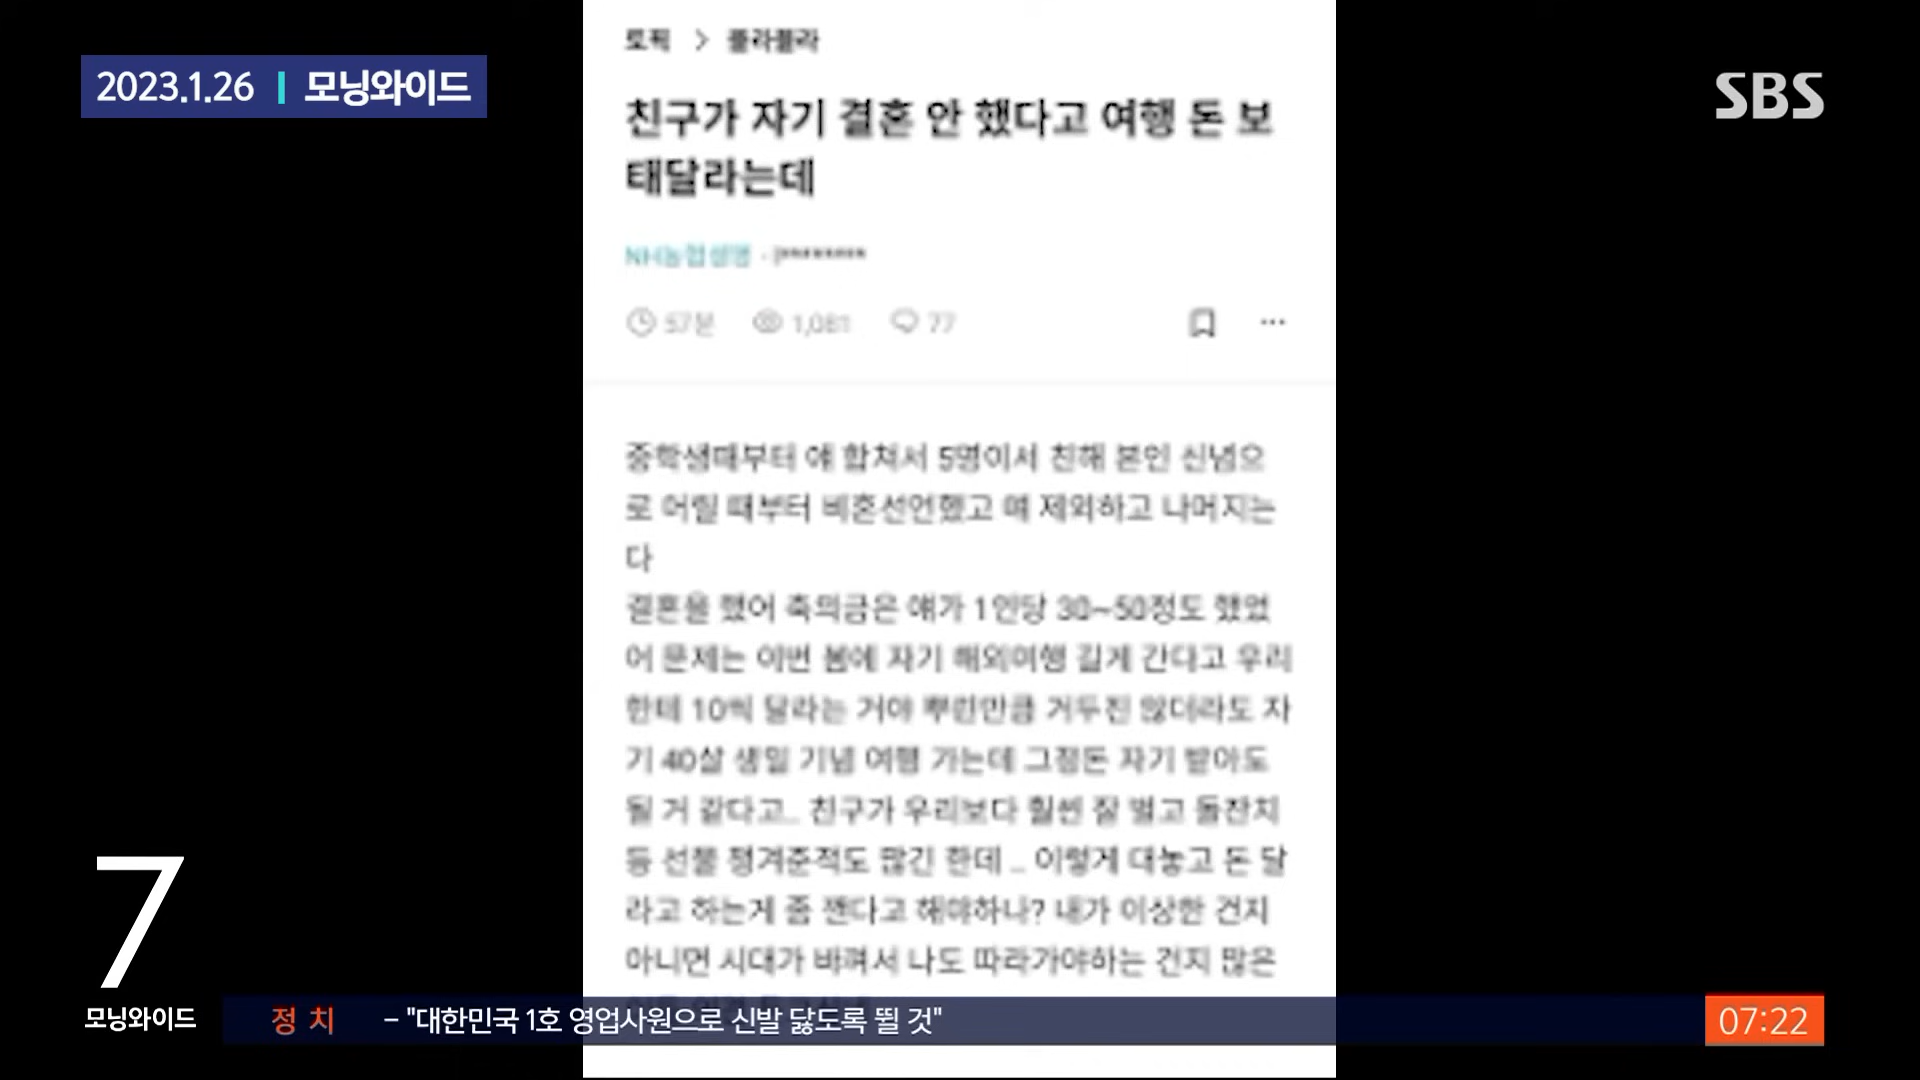 2023.1.26 | 모닝와이드
SBS
토픽 > 블라블라
친구가 자기 결혼 안 했다고 여행 돈 보
태달라는데
NH농협생명 ·
57분 77
중학생때부터 얘 합쳐서 5명이서 친해 본인 신념으
로 어릴 때부터 비혼선언했고 얘 제외하고 나머지는
다
결혼을 했어 축의금은 얘가 1인당 30~50정도 했었
어 문제는 이번 봄에 자기 해외여행 길게 간다고 우리
한테 10씩 달라는 거야 뿌린만큼 거두진 않더라도 자
기 40살 생일 기념 여행 가는데 그정돈 자기 받아도
될 거 같다고.. 친구가 우리보다 훨씬 잘 벌고 돌잔치
등 선물 챙겨준적도 많긴 한데 .. 이렇게 대놓고 돈 달
라고 하는게 좀 짼다고 해야하나? 내가 이상한 건지
아니면 시대가 바껴서 나도 따라가야하는 건지 많은
7
모닝와이드
정치 - "대한민국 1호 영업사원으로 신발 닳도록 뛸 것"
07:22